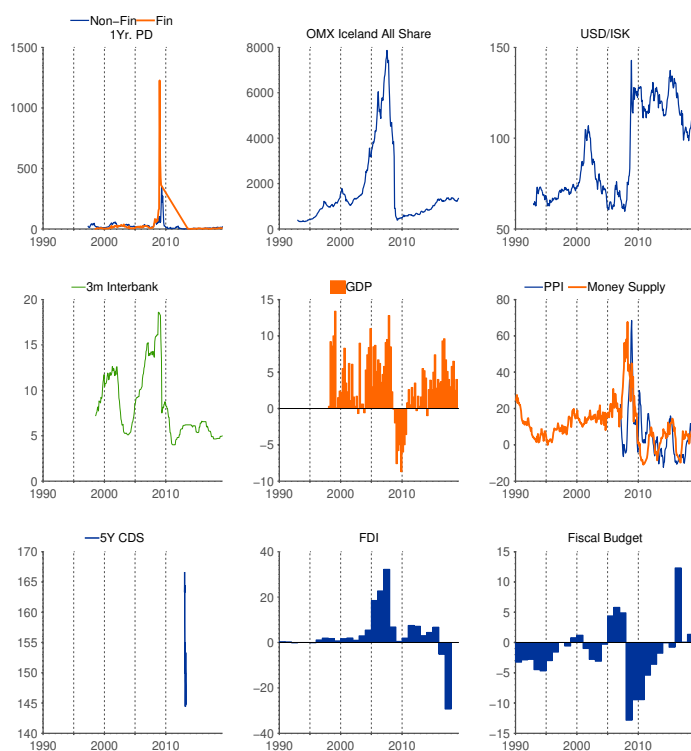 Non-Fin Fin
1Yr. PD
1500
1000
500
0
1990 2000 2010
OMX Iceland All Share
8000
6000
4000
2000
0
1990 2000 2010
USD/ISK
150
100
50
1990 2000 2010
3m Interbank
20
15
10
5
0
1990 2000 2010
GDP
15
10
5
0
−5
−10
1990 2000 2010
PPI Money Supply
80
60
40
20
0
−20
1990 2000 2010
5Y CDS
170
165
160
155
150
145
140
1990 2000 2010
FDI
40
20
0
−20
−40
1990 2000 2010
Fiscal Budget
15
10
5
0
−5
−10
−15
1990 2000 2010